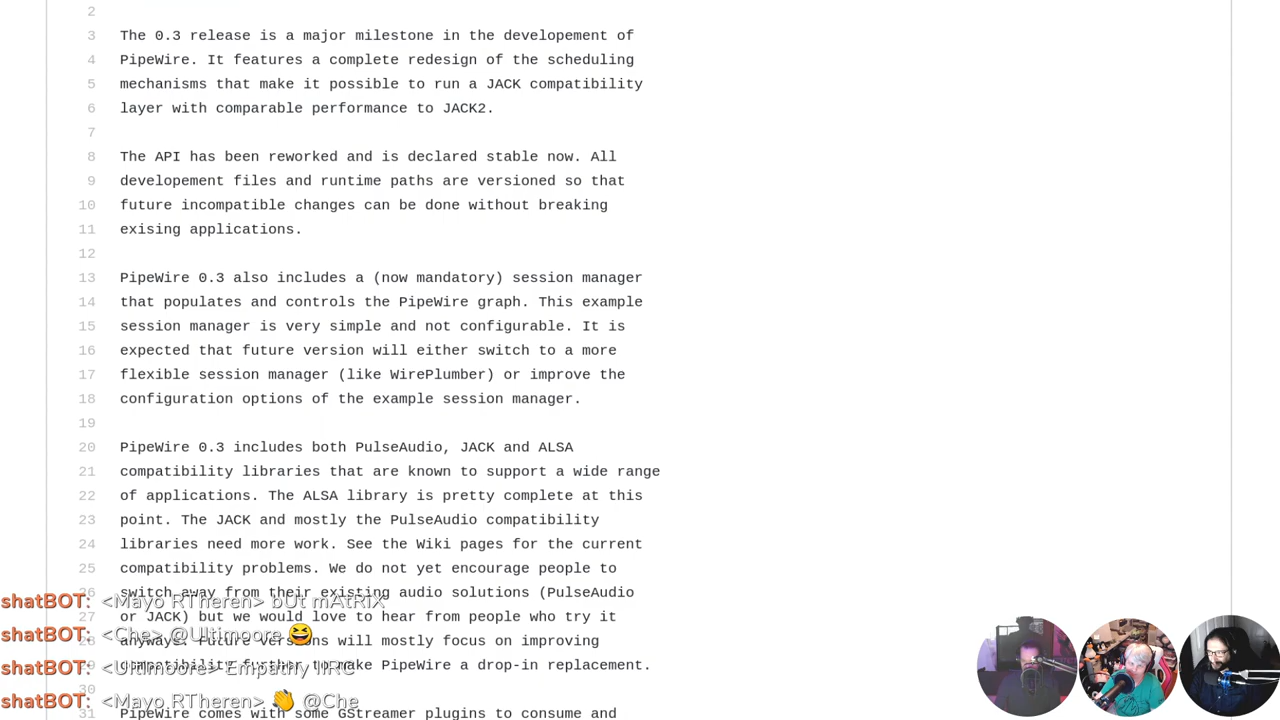 2
3 The 0.3 release is a major milestone in the developement of
4 PipeWire. It features a complete redesign of the scheduling
5 mechanisms that make it possible to run a JACK compatibility
6 layer with comparable performance to JACK2.
7
8 The API has been reworked and is declared stable now. All
9 developement files and runtime paths are versioned so that
10 future incompatible changes can be done without breaking
11 exising applications.
12
13 PipeWire 0.3 also includes a (now mandatory) session manager
14 that populates and controls the PipeWire graph. This example
15 session manager is very simple and not configurable. It is
16 expected that future version will either switch to a more
17 flexible session manager (like WirePlumber) or improve the
18 configuration options of the example session manager.
19
20 PipeWire 0.3 includes both PulseAudio, JACK and ALSA
21 compatibility libraries that are known to support a wide range
22 of applications. The ALSA library is pretty complete at this
23 point. The JACK and mostly the PulseAudio compatibility
24 libraries need more work. See the Wiki pages for the current
25 compatibility problems. We do not yet encourage people to
26 switch away from their existing audio solutions (PulseAudio
shatBOT: <Mayo RTheren> bUt mAtRiX
27 or JACK) but we would love to hear from people who try it
28 anyway. Future versions will mostly focus on improving
shatBOT: <Che> @Ultimoore 😆
29 compatibility further to make PipeWire a drop-in replacement.
shatBOT: <Ultimoore> Empathy IIRC
30
shatBOT: <Mayo RTheren> 👋 @Che
31 PipeWire comes with some GStreamer plugins to consume and